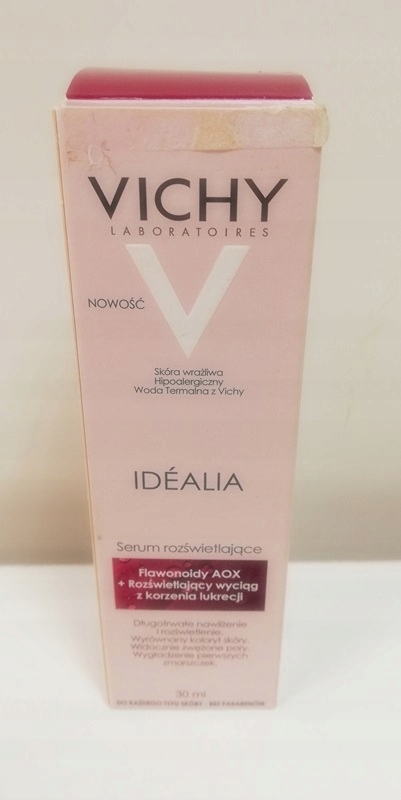 VICHY
LABORATOIRES
V
NOWOŚĆ
Skóra wrażliwa
Hipoalergiczny
Woda Termalna z Vichy
IDÉALIA
Serum rozświetlające
Flawonoidy AOX
+ Rozświetlający wyciąg
z korzenia lukrecji
Długotrwałe nawilżenie
i rozświetlenie.
Wyrównany koloryt skóry.
Widocznie zwężone pory.
Wygładzenie pierwszych
zmarszczek.
30 ml
DO KAŻDEGO TYPU SKÓRY - BEZ PARABENÓW